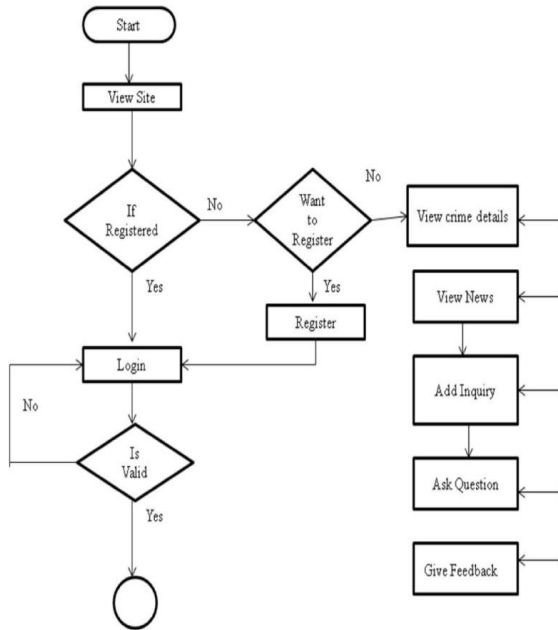 Start
View Site
If
Registered
No
Want
to
Register
No
View crime details
Yes
Yes
View News
Register
Login
Add Inquiry
No
Is
Valid
Ask Question
Yes
Give Feedback